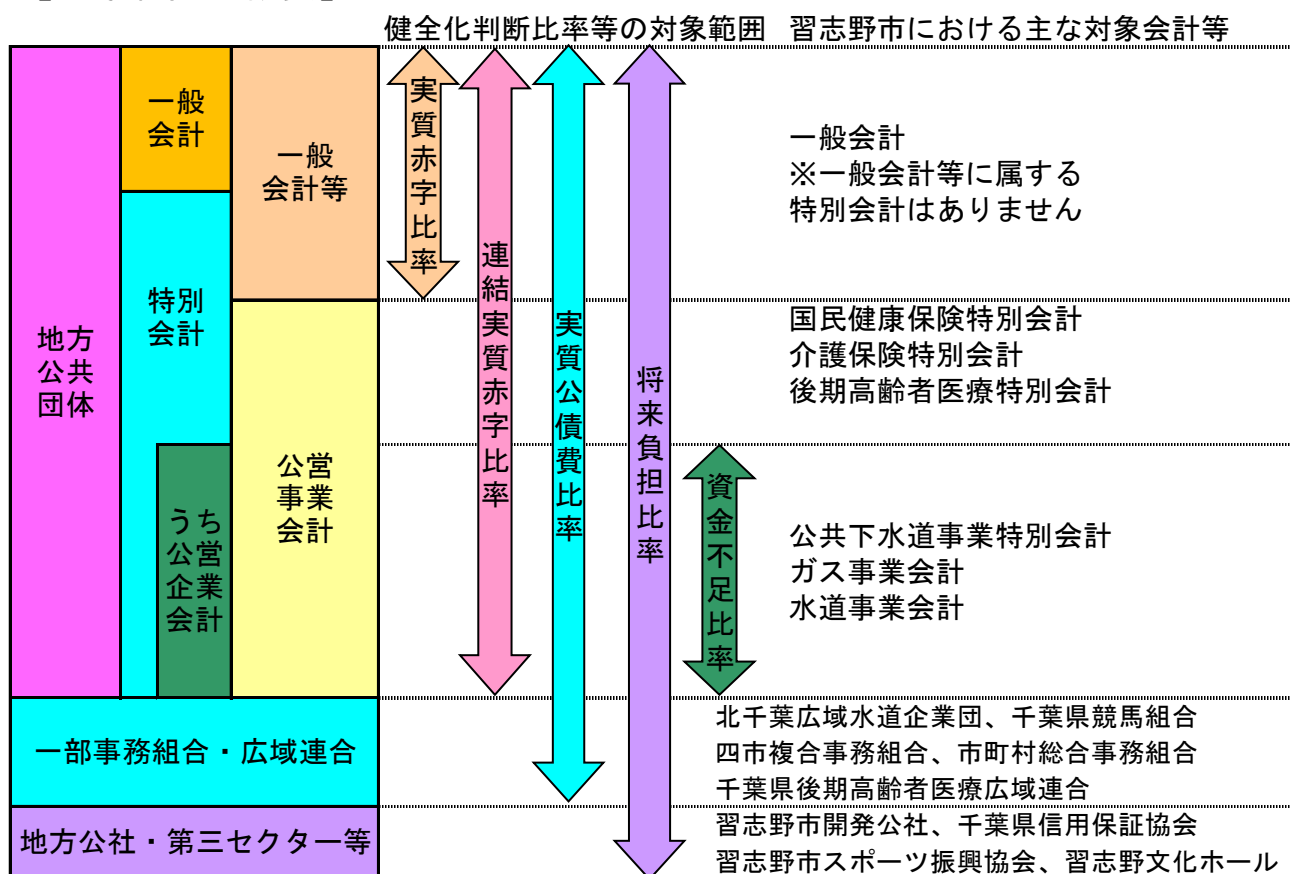 健全化判断比率等の対象範囲 習志野市における主な対象会計等
地方
公共
団体
一般
会計
特別
会計
うち
公営
企業
会計
一般
会計等
公営
事業
会計
実質赤字比率
連結実質赤字比率
実質公債費比率
将来負担比率
資金不足比率
一般会計
※一般会計等に属する
特別会計はありません
国民健康保険特別会計
介護保険特別会計
後期高齢者医療特別会計
公共下水道事業特別会計
ガス事業会計
水道事業会計
一部事務組合・広域連合
北千葉広域水道企業団、千葉県競馬組合
四市複合事務組合、市町村総合事務組合
千葉県後期高齢者医療広域連合
地方公社・第三セクター等
習志野市開発公社、千葉県信用保証協会
習志野市スポーツ振興協会、習志野文化ホール